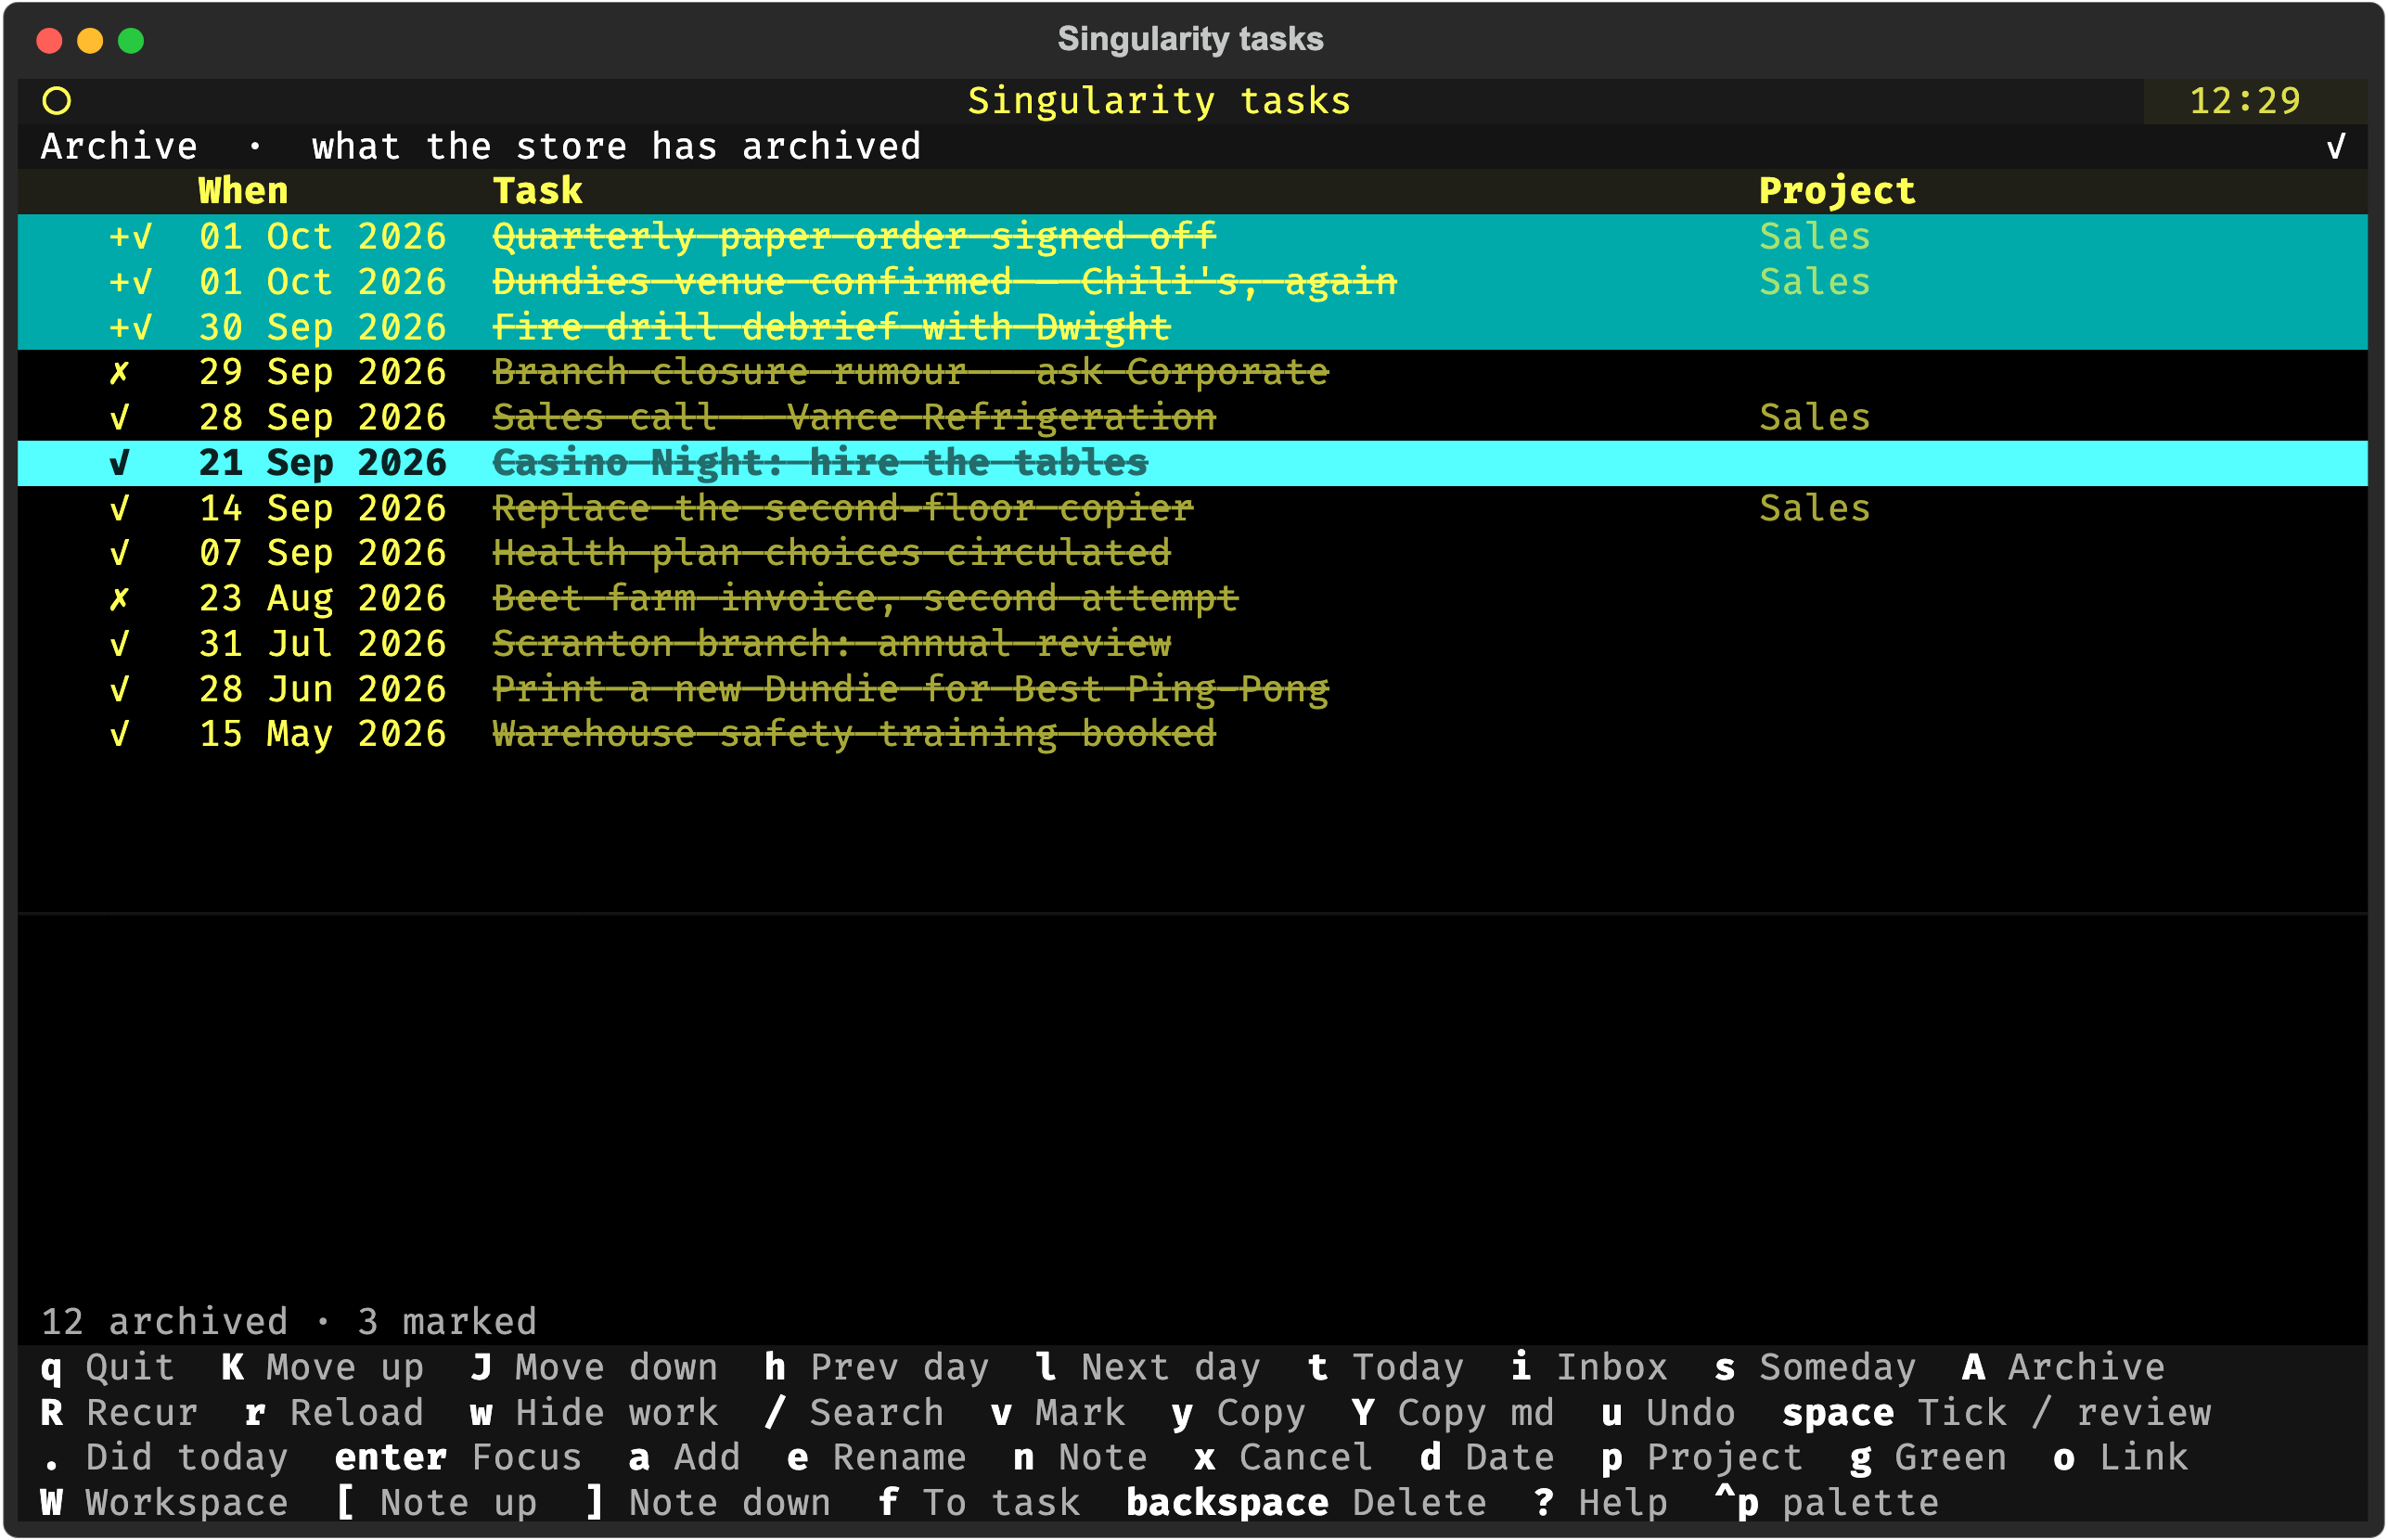 Singularity tasks
Singularity tasks 12:29
Archive · what the store has archived √
When Task Project
+√ 01 Oct 2026 Quarterly paper order signed off Sales
+√ 01 Oct 2026 Dundies venue confirmed — Chili's, again Sales
+√ 30 Sep 2026 Fire drill debrief with Dwight
✗ 29 Sep 2026 Branch closure rumour — ask Corporate
√ 28 Sep 2026 Sales call — Vance Refrigeration Sales
√ 21 Sep 2026 Casino Night: hire the tables
√ 14 Sep 2026 Replace the second-floor copier Sales
√ 07 Sep 2026 Health plan choices circulated
✗ 23 Aug 2026 Beet farm invoice, second attempt
√ 31 Jul 2026 Scranton branch: annual review
√ 28 Jun 2026 Print a new Dundie for Best Ping-Pong
√ 15 May 2026 Warehouse safety training booked
12 archived · 3 marked
q Quit K Move up J Move down h Prev day l Next day t Today i Inbox s Someday A Archive
R Recur r Reload w Hide work / Search v Mark y Copy Y Copy md u Undo space Tick / review
. Did today enter Focus a Add e Rename n Note x Cancel d Date p Project g Green o Link
W Workspace [ Note up ] Note down f To task backspace Delete ? Help ^p palette